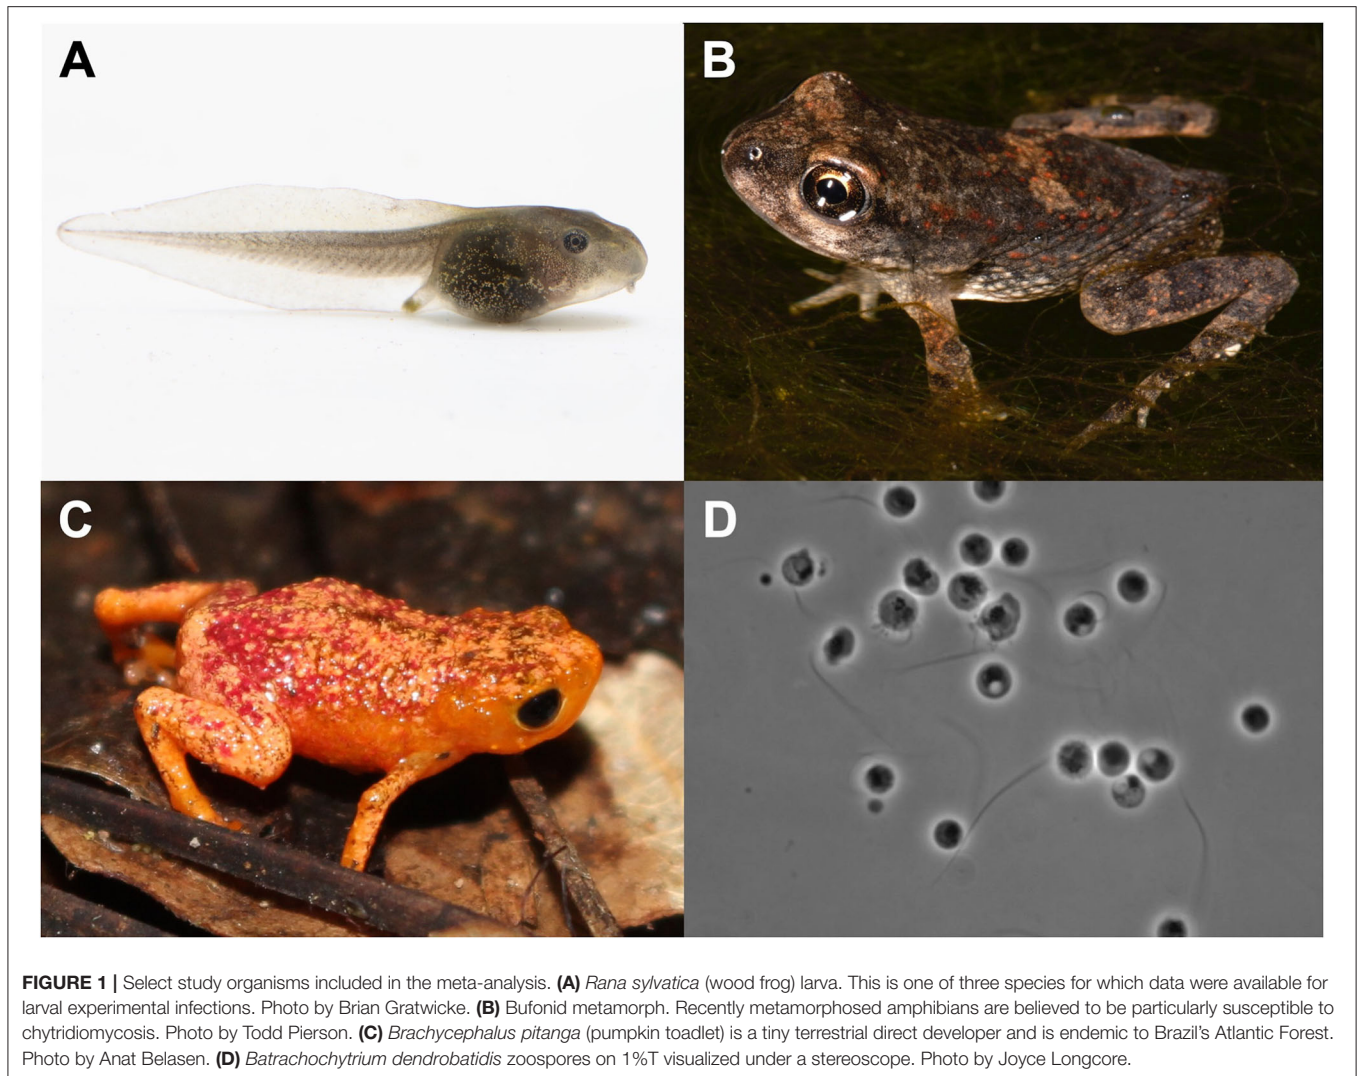 A
B
C
D
FIGURE 1 | Select study organisms included in the meta-analysis. (A) Rana sylvatica (wood frog) larva. This is one of three species for which data were available for
larval experimental infections. Photo by Brian Gratwicke. (B) Bufonid metamorph. Recently metamorphosed amphibians are believed to be particularly susceptible to
chytridiomycosis. Photo by Todd Pierson. (C) Brachycephalus pitanga (pumpkin toadlet) is a tiny terrestrial direct developer and is endemic to Brazil's Atlantic Forest.
Photo by Anat Belasen. (D) Batrachochytrium dendrobatidis zoospores on 1%T visualized under a stereoscope. Photo by Joyce Longcore.